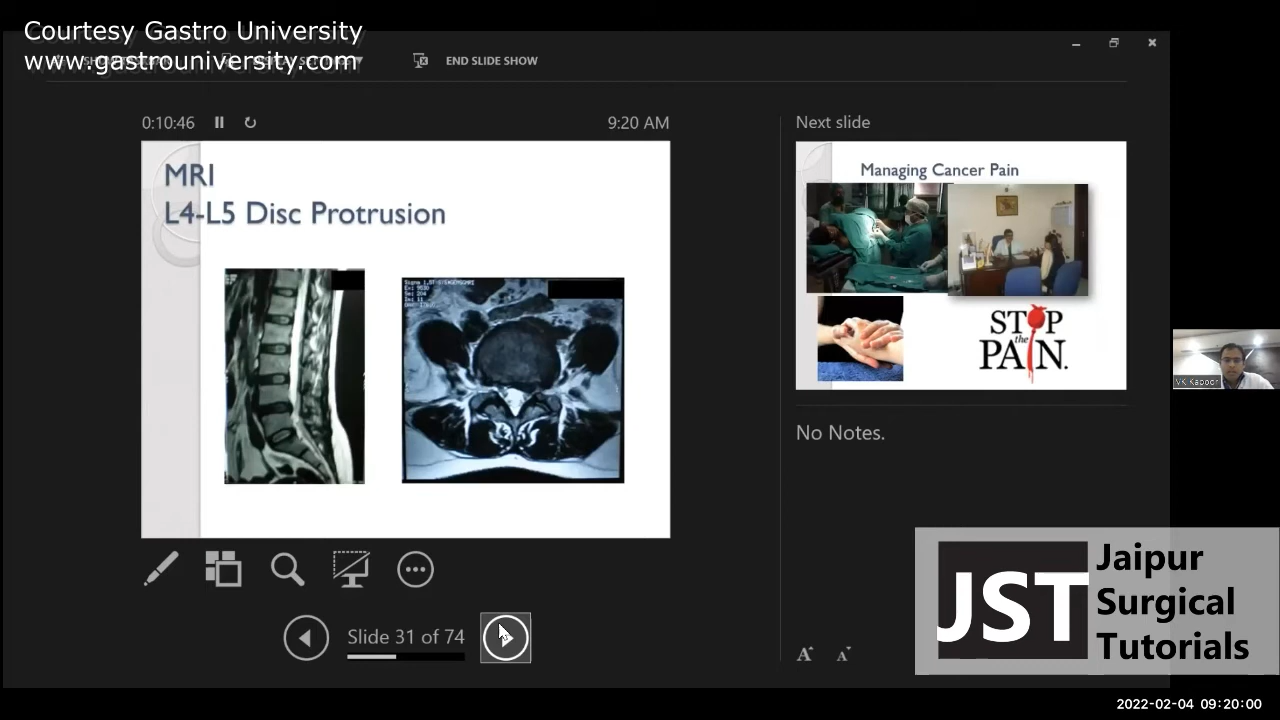 Courtesy Gastro University
www.gastrouniversity.com
END SLIDE SHOW
0:10:46
9:20 AM
MRI
L4-L5 Disc Protrusion
Slide 31 of 74
Next slide
Managing Cancer Pain
STOP
the
PAIN.
No Notes.
VK Kapoor
JST
Jaipur
Surgical
Tutorials
2022-02-04 09:20:00